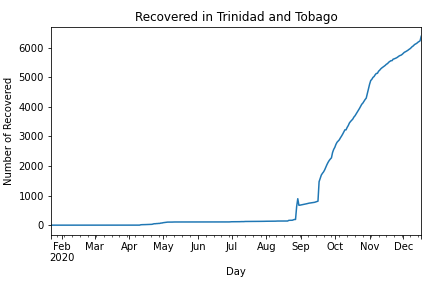 Recovered in Trinidad and Tobago
Number of Recovered
6000
5000
4000
3000
2000
1000
0
Feb Mar Apr May Jun Jul Aug Sep Oct Nov Dec
2020
Day